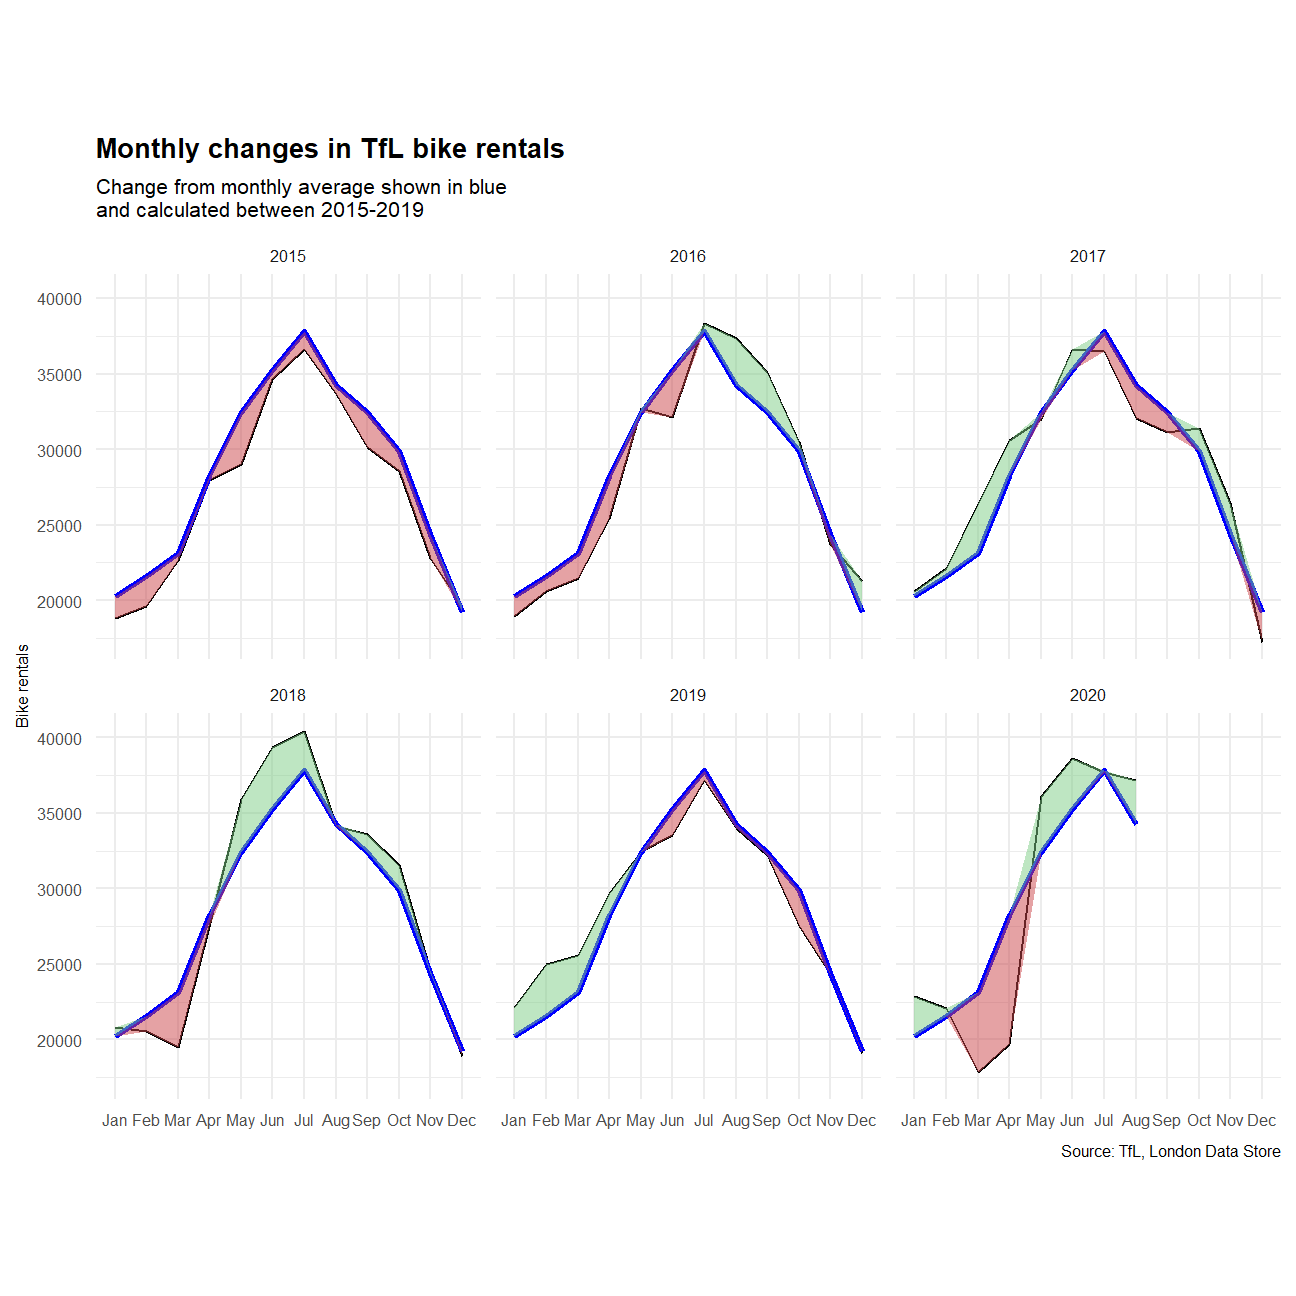 Monthly changes in TfL bike rentals
Change from monthly average shown in blue
and calculated between 2015-2019
2015 2016 2017
40000
35000
30000
25000
20000
Bike rentals
2018 2019 2020
40000
35000
30000
25000
20000
Jan Feb Mar Apr May Jun Jul Aug Sep Oct Nov Dec Jan Feb Mar Apr May Jun Jul Aug Sep Oct Nov Dec Jan Feb Mar Apr May Jun Jul Aug Sep Oct Nov Dec
Source: TfL, London Data Store